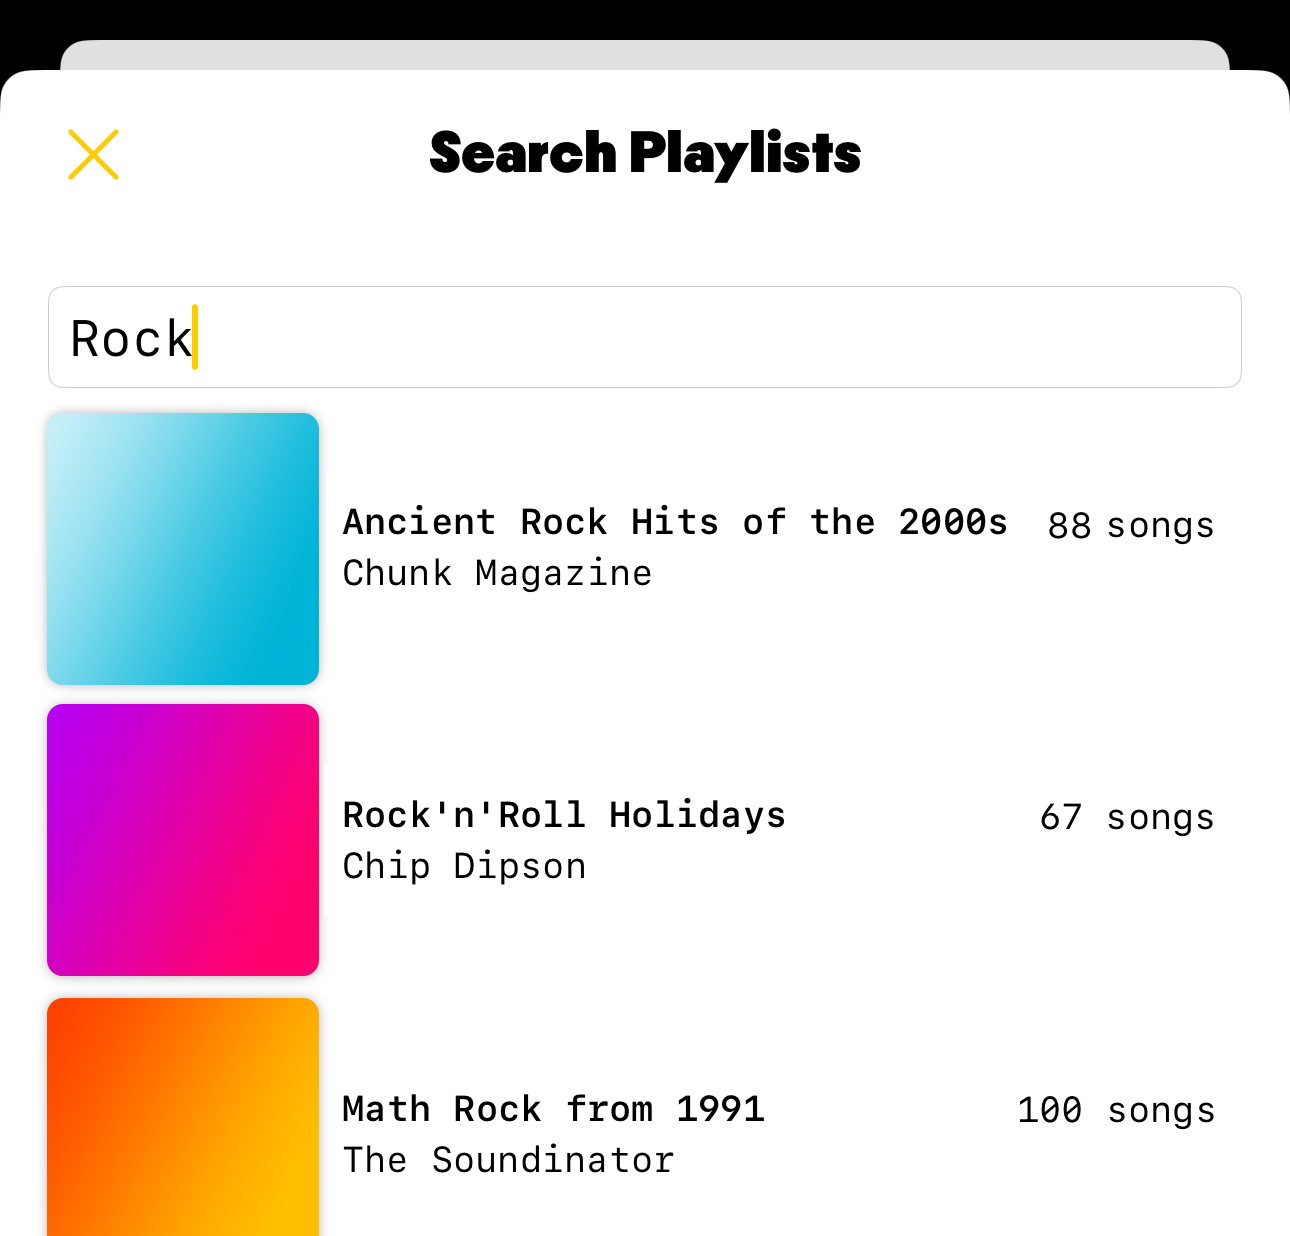 Search Playlists
Rock
Ancient Rock Hits of the 2000s 88 songs
Chunk Magazine
Rock'n'Roll Holidays 67 songs
Chip Dipson
Math Rock from 1991 100 songs
The Soundinator